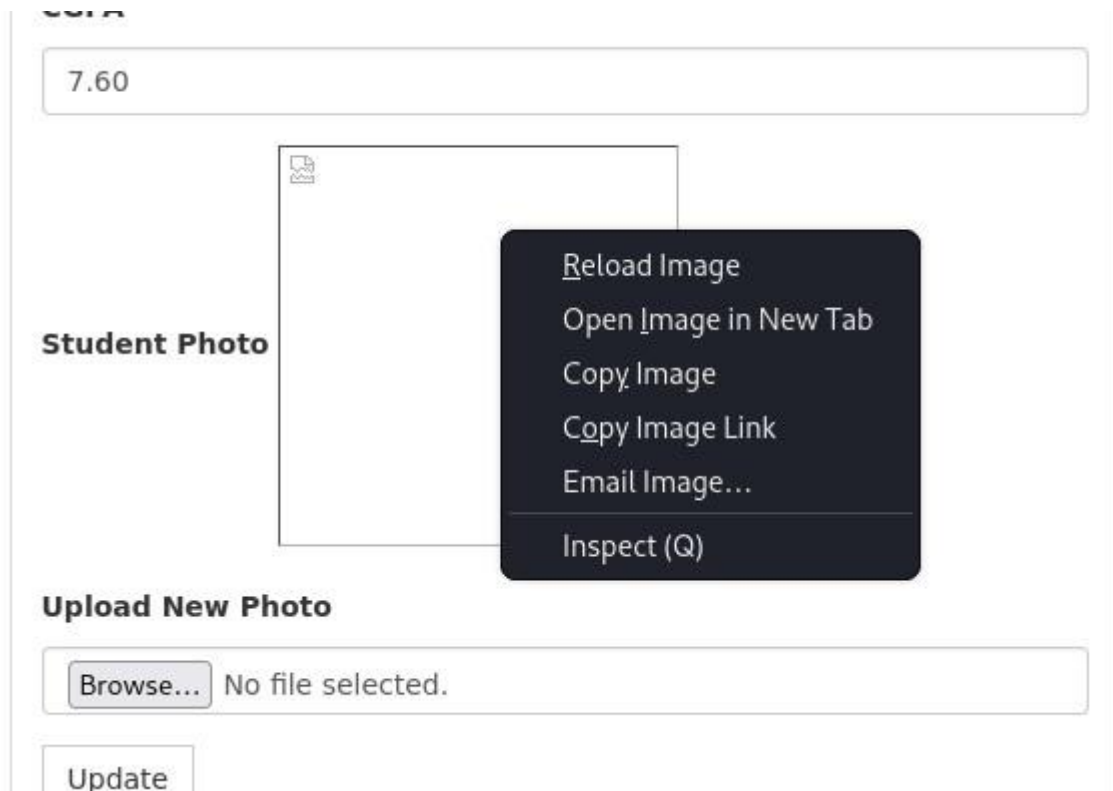 CGPA
7.60
Student Photo
Reload Image
Open Image in New Tab
Copy Image
Copy Image Link
Email Image...
Inspect (Q)
Upload New Photo
Browse... No file selected.
Update